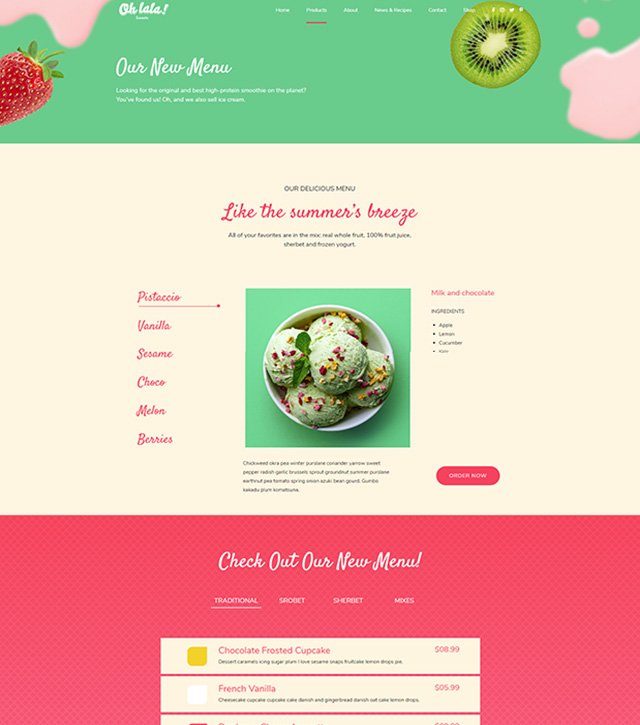 Oh lala!
Sweets
Home Products About News & Recipes Contact Shop
Our New Menu
Looking for the original and best high-protein smoothie on the planet?
You've found us! Oh, and we also sell ice cream.
OUR DELICIOUS MENU
Like the summer's breeze
All of your favorites are in the mix: real whole fruit, 100% fruit juice,
sherbet and frozen yogurt.
Pistaccio
Vanilla
Sesame
Choco
Melon
Berries
Milk and chocolate
INGREDIENTS
Apple
Lemon
Cucumber
Kale
Chickweed okra pea winter purslane coriander yarrow sweet
pepper radish garlic brussels sprout groundnut summer purslane
earthnut pea tomato spring onion azuki bean gourd. Gumbo
kakadu plum komatsuna.
ORDER NOW
Check Out Our New Menu!
TRADITIONAL SROBET SHERBET MIXES
Chocolate Frosted Cupcake $08.99
Dessert caramels icing sugar plum I love sesame snaps fruitcake lemon drops pie.
French Vanilla $05.99
Cheesecake cupcake cupcake cake danish and gingerbread danish oat cake lemon drops.